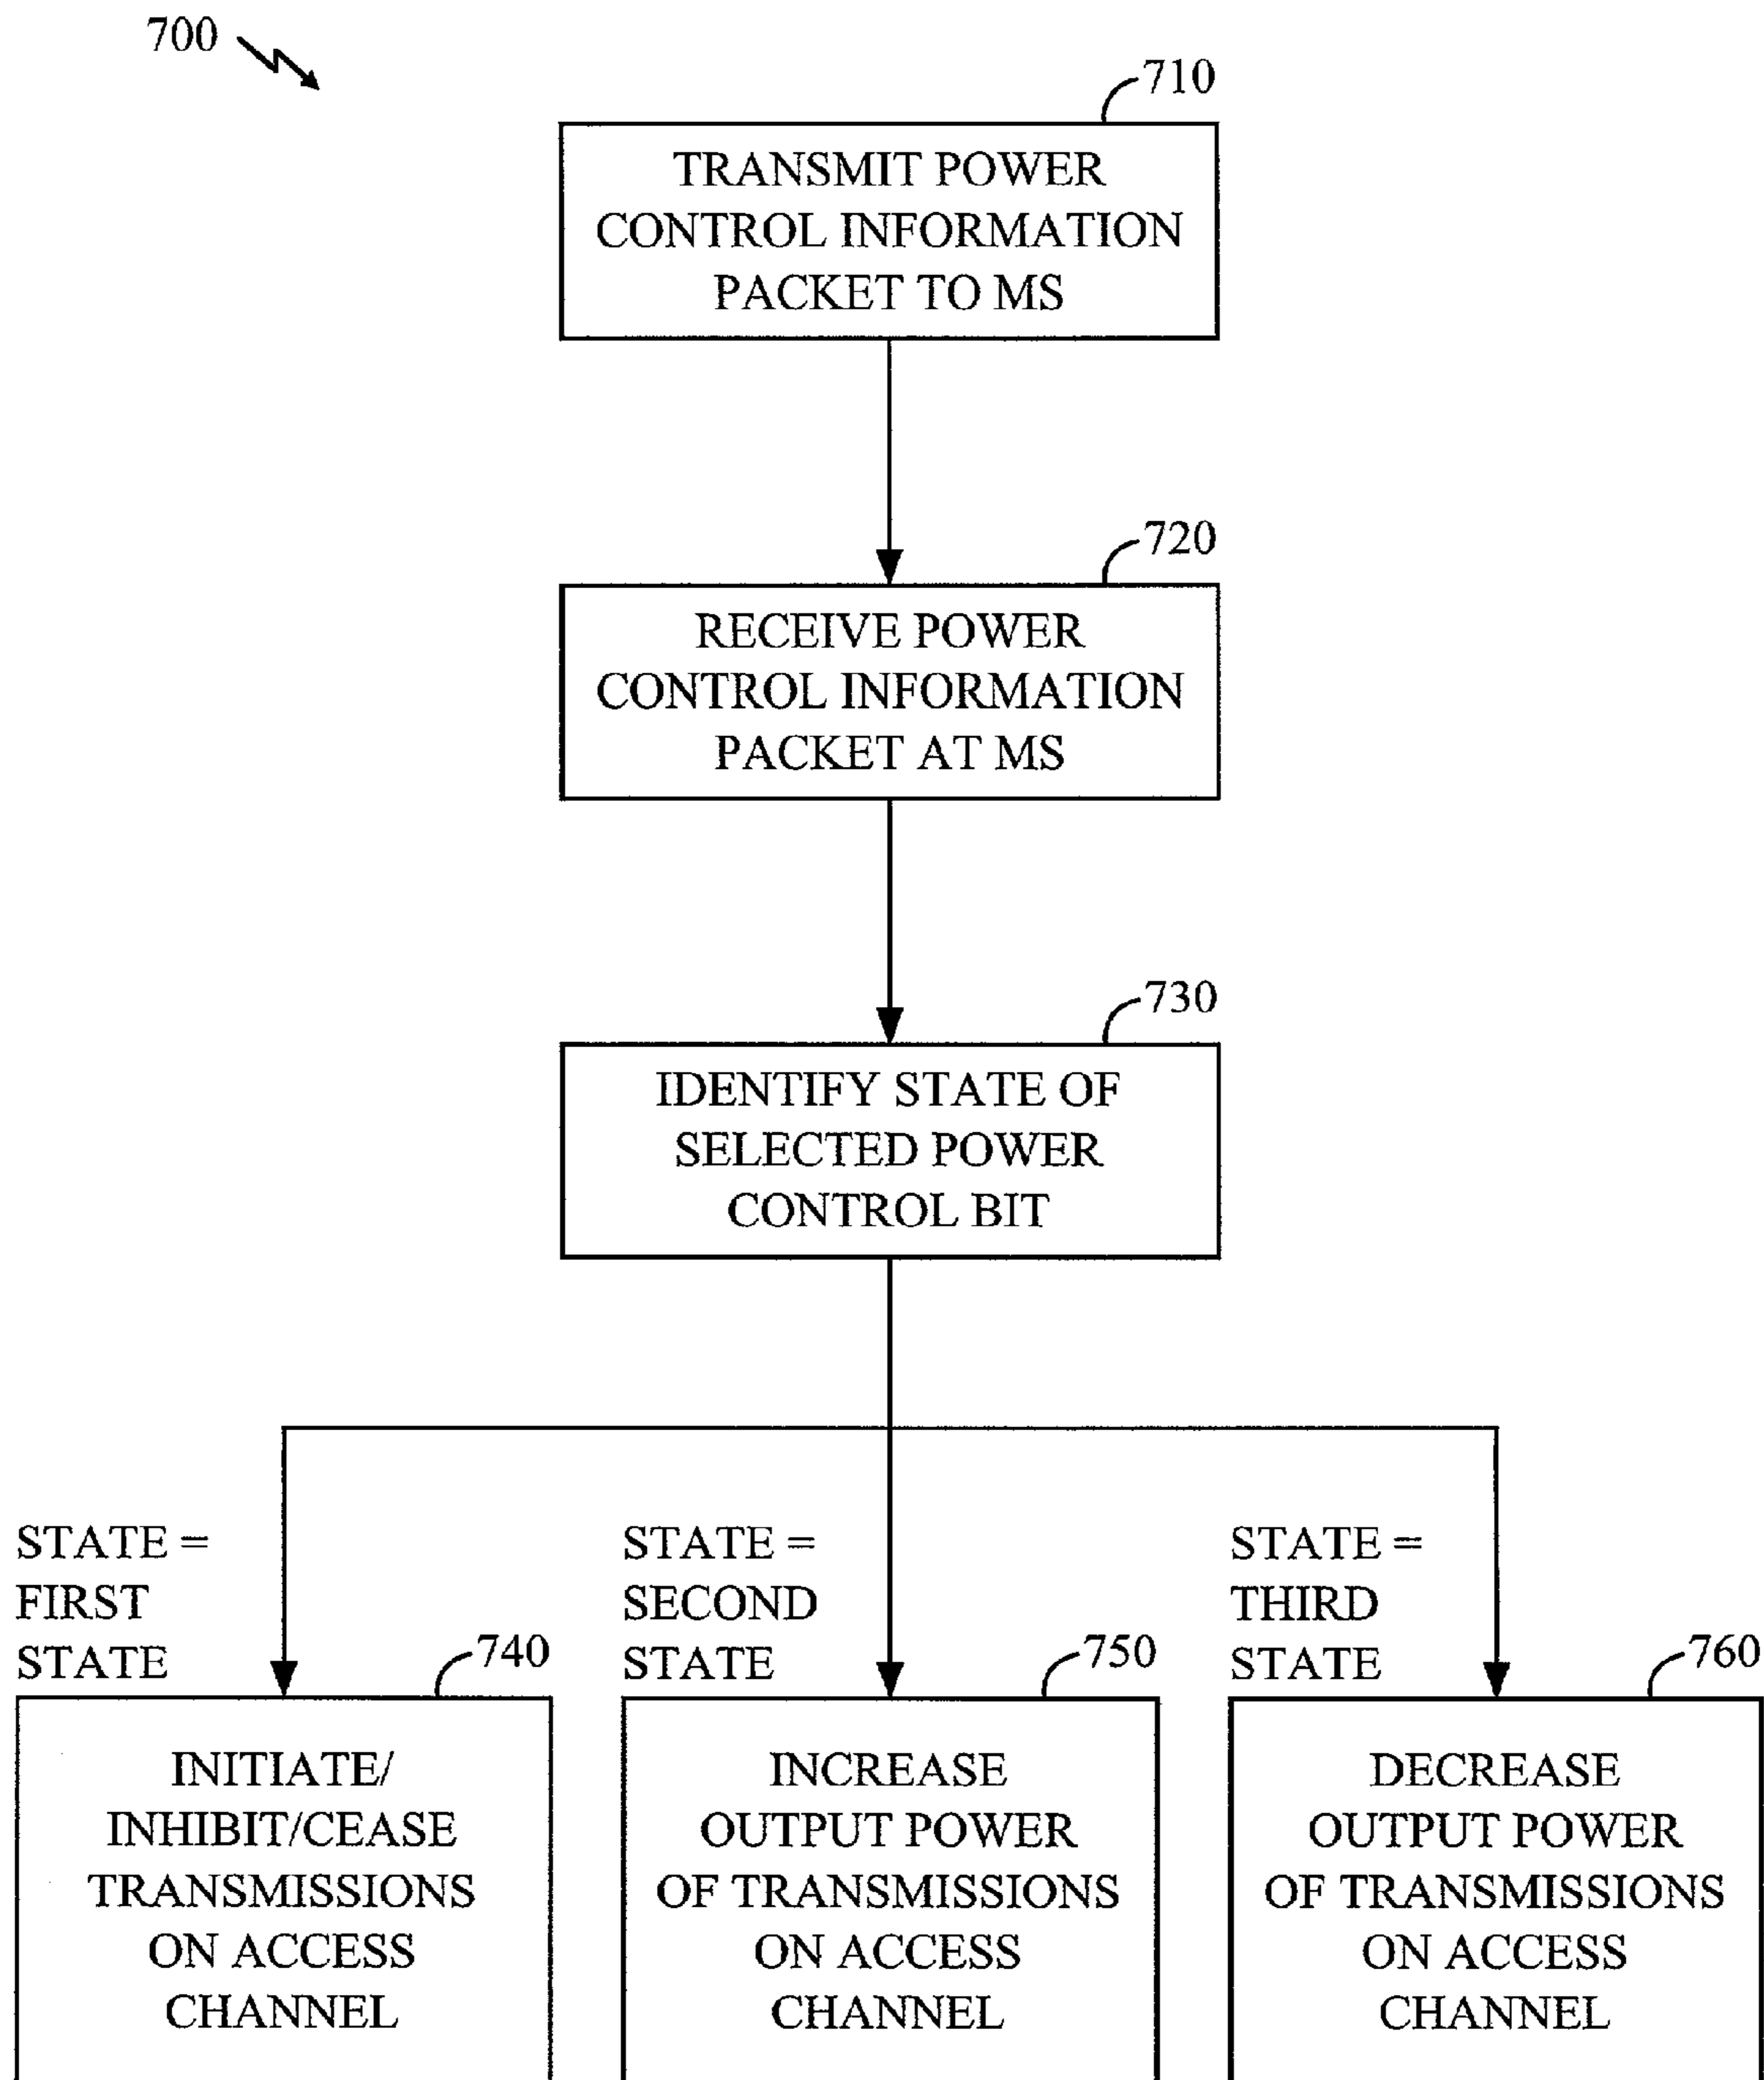 700
710
TRANSMIT POWER
CONTROL INFORMATION
PACKET TO MS
720
RECEIVE POWER
CONTROL INFORMATION
PACKET AT MS
730
IDENTIFY STATE OF
SELECTED POWER
CONTROL BIT
STATE =
FIRST
STATE
740
INITIATE/
INHIBIT/CEASE
TRANSMISSIONS
ON ACCESS
CHANNEL
STATE =
SECOND
STATE
750
INCREASE
OUTPUT POWER
OF TRANSMISSIONS
ON ACCESS
CHANNEL
STATE =
THIRD
STATE
760
DECREASE
OUTPUT POWER
OF TRANSMISSIONS
ON ACCESS
CHANNEL